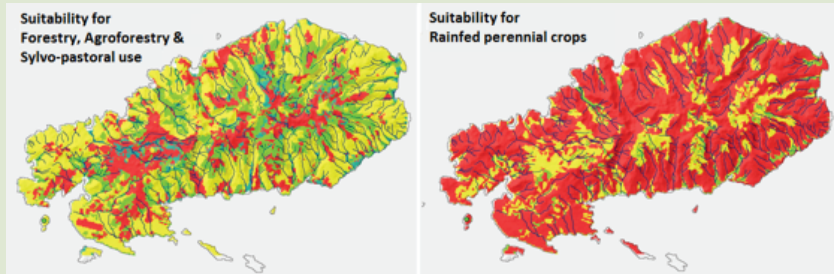 Suitability for
Forestry, Agroforestry &
Sylvo-pastoral use
Suitability for
Rainfed perennial crops